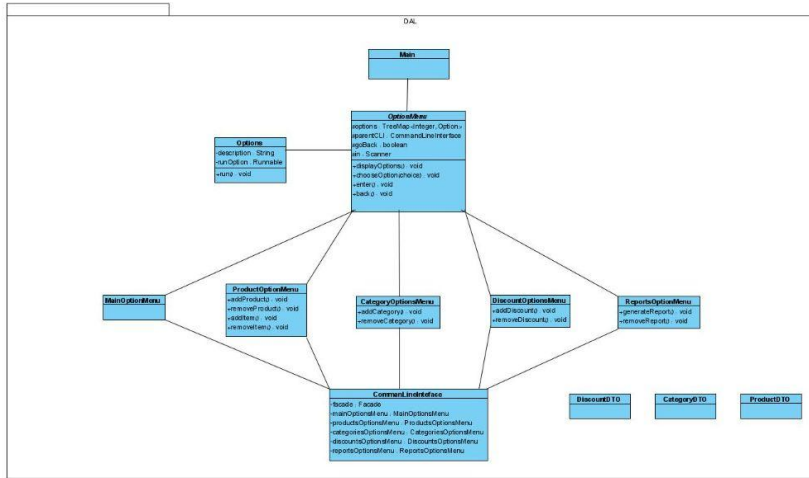 DAL
Main
OptionMenu
#options : TreeMap<Integer, Option>
#parentCLI : CommandLineInterface
#goBack : boolean
#in : Scanner
+displayOptions() : void
+chooseOption(choice) : void
+enter() : void
+back() : void
Options
-description : String
-runOption : Runnable
+run() : void
MainOptionMenu
ProductOptionMenu
+addProduct() : void
+removeProduct() : void
+addItem() : void
+removeItem() : void
CategoryOptionsMenu
+addCategory() : void
+removeCategory() : void
DiscountOptionsMenu
+addDiscount() : void
+removeDiscount() : void
ReportsOptionMenu
+generateReport() : void
+removeReport() : void
CommanLineInteface
-facade : Facade
-mainOptionsMenu : MainOptionsMenu
-productsOptionsMenu : ProductsOptionsMenu
-categoriesOptionsMenu : CategoriesOptionsMenu
-discountsOptionsMenu : DiscountsOptionsMenu
-reportsOptionsMenu : ReportsOptionsMenu
DiscountDTO
CategoryDTO
ProductDTO